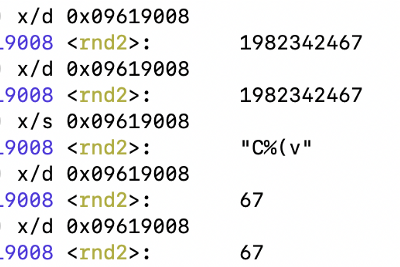 ) x/d 0x09619008
19008 <rnd2>: 1982342467
) x/d 0x09619008
19008 <rnd2>: 1982342467
) x/s 0x09619008
19008 <rnd2>: "C%(v"
) x/d 0x09619008
19008 <rnd2>: 67
) x/d 0x09619008
19008 <rnd2>: 67